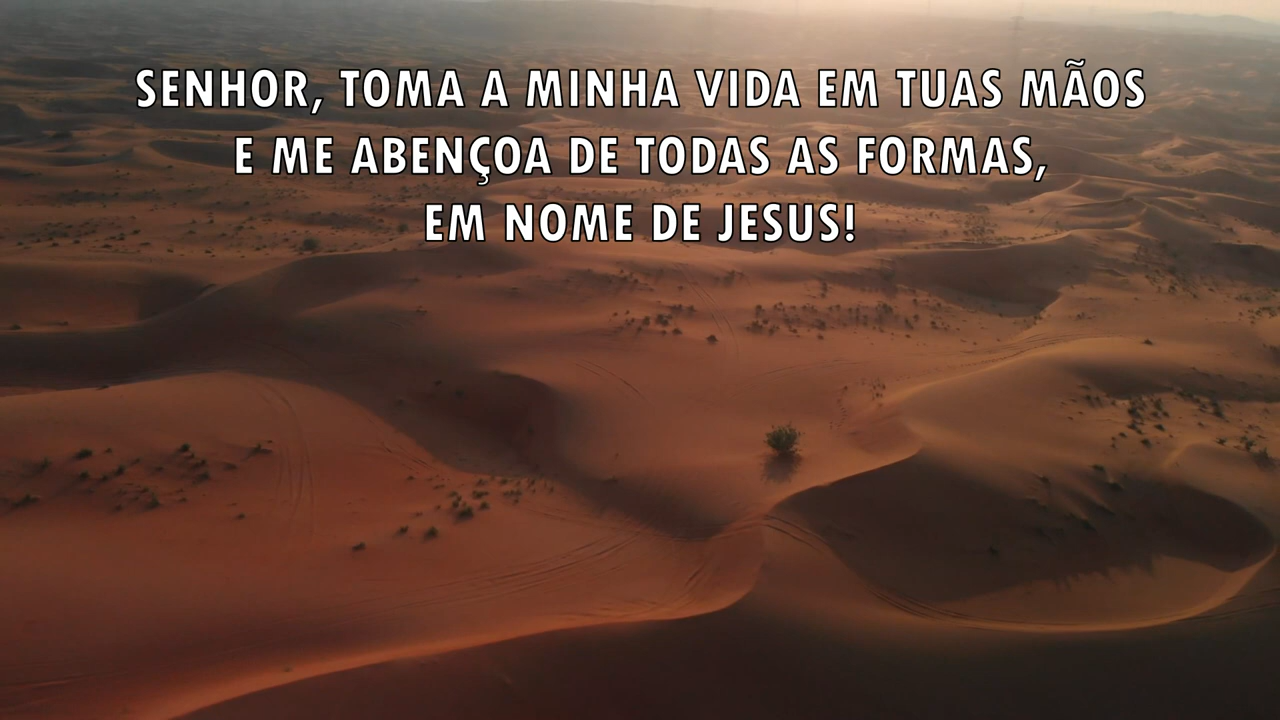 SENHOR, TOMA A MINHA VIDA EM TUAS MÃOS
E ME ABENÇOA DE TODAS AS FORMAS,
EM NOME DE JESUS!